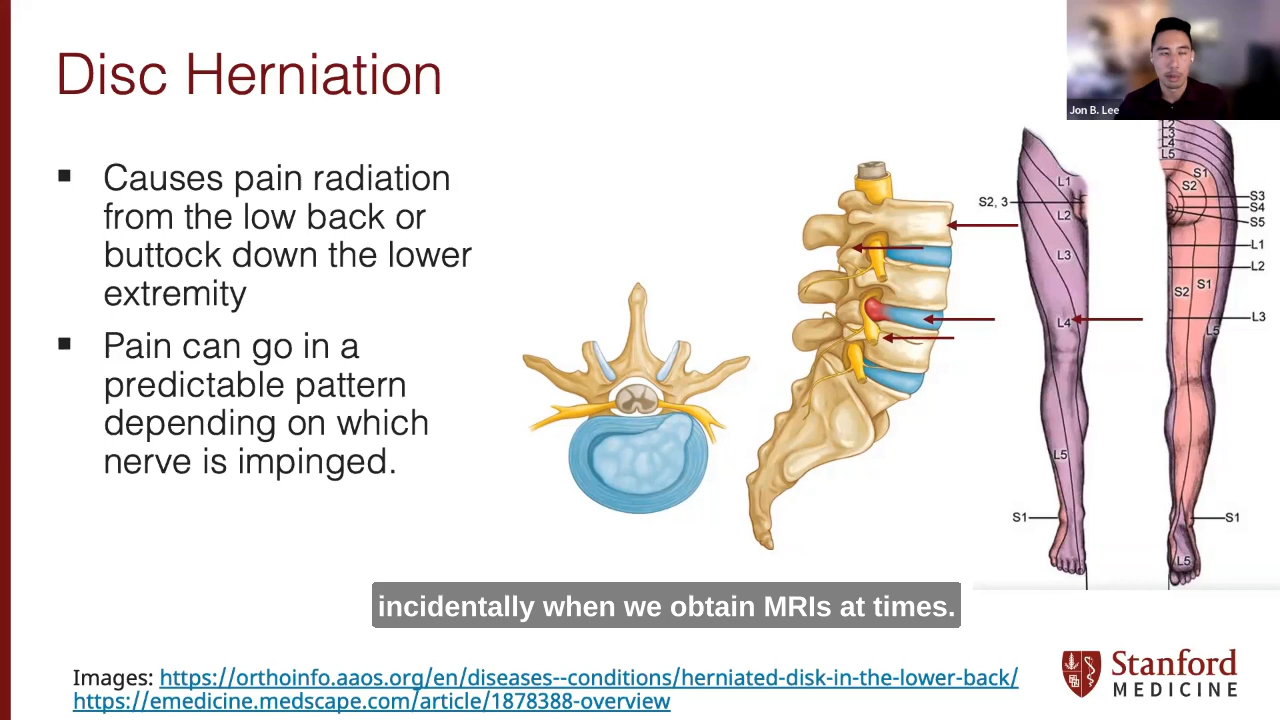 Disc Herniation
Jon B. Lee
▪ Causes pain radiation
from the low back or
buttock down the lower
extremity
▪ Pain can go in a
predictable pattern
depending on which
nerve is impinged.
S2, 3
L1
L2
L3
L4
L5
S1
L2
L3
L4
L5
S1
S2
S3
S4
S5
L1
L2
S2
S1
L3
L5
S1
L5
incidentally when we obtain MRIs at times.
Images: https://orthoinfo.aaos.org/en/diseases--conditions/herniated-disk-in-the-lower-back/
https://emedicine.medscape.com/article/1878388-overview
Stanford
MEDICINE